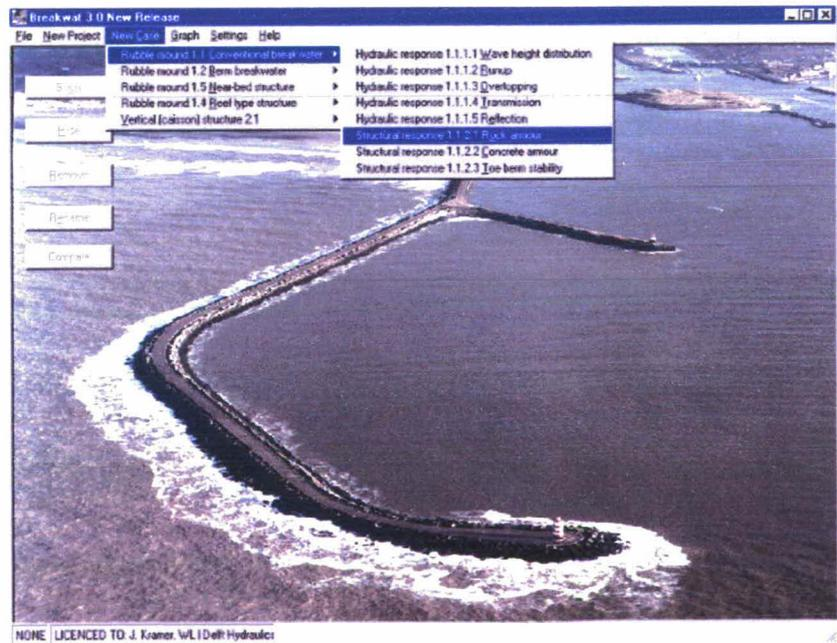 Breakwat 3.0 New Release
File New Project New Case Graph Settings Help
Rubble mound 1.1 Conventional breakwater
Rubble mound 1.2 Berm breakwater
Rubble mound 1.5 Near-bed structure
Rubble mound 1.4 Reef type structure
Vertical (caisson) structure 2.1
Hydraulic response 1.1.1.1 Wave height distribution
Hydraulic response 1.1.1.2 Runup
Hydraulic response 1.1.1.3 Overtopping
Hydraulic response 1.1.1.4 Transmission
Hydraulic response 1.1.1.5 Reflection
Structural response 1.1.2.1 Rock armour
Structural response 1.1.2.2 Concrete armour
Structural response 1.1.2.3 Toe berm stability
Remove
Rename
Compare
NONE LICENCED TO: J. Kramer, WL | Delft Hydraulics